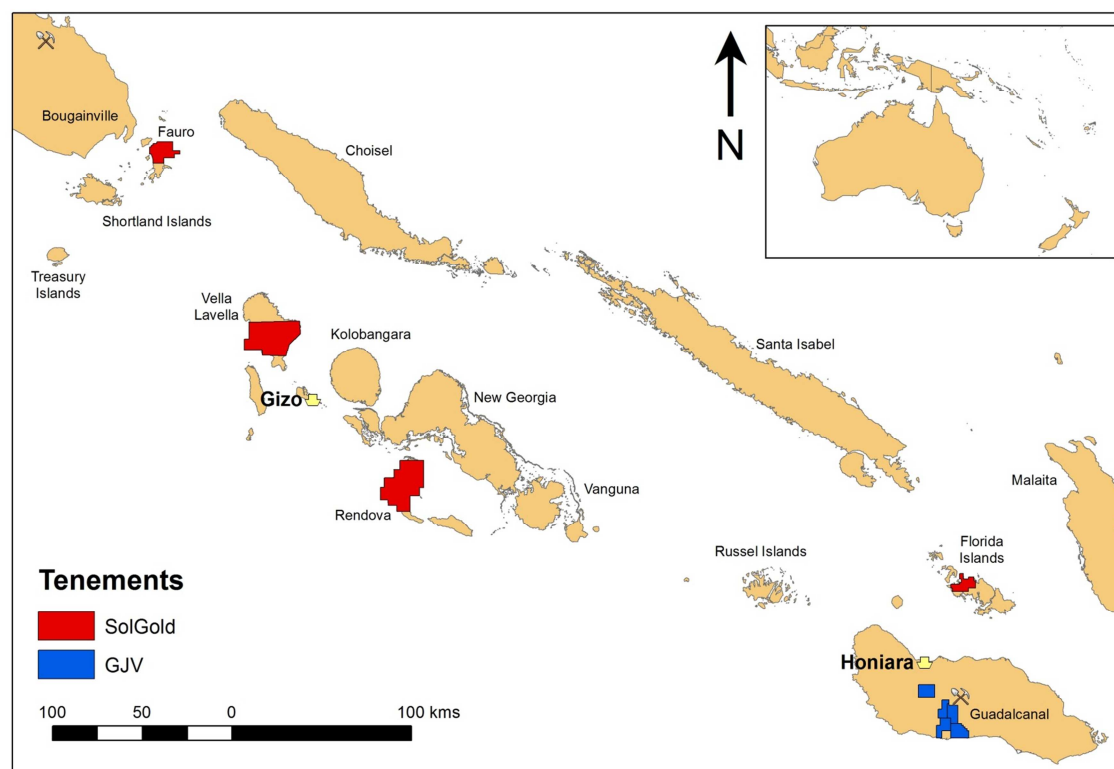 N
Bougainville
Fauro
Choisel
Shortland Islands
Treasury
Islands
Vella
Lavella
Kolobangara
Santa Isabel
Gizo
New Georgia
Malaita
Vanguna
Rendova
Russel Islands
Florida
Islands
Tenements
SolGold
GJV
Honiara
Guadalcanal
100 50 0 100 kms